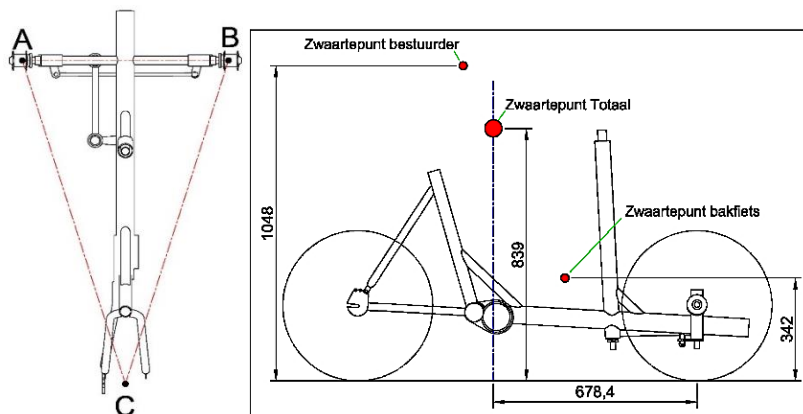 A
B
C
Zwaartepunt bestuurder
Zwaartepunt Totaal
Zwaartepunt bakfiets
1048
839
342
678,4